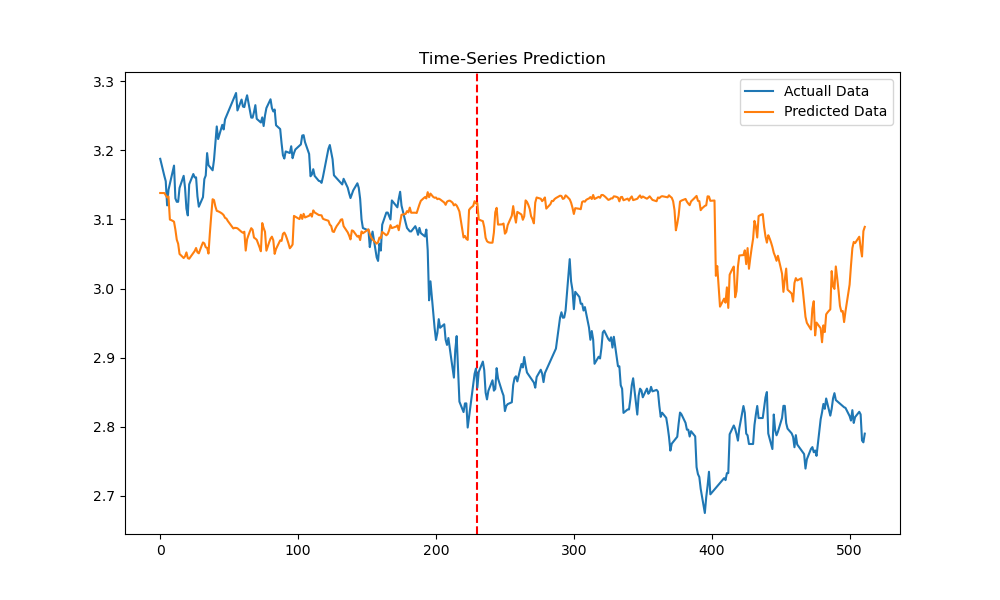 Time-Series Prediction
Actuall Data
Predicted Data
3.3
3.2
3.1
3.0
2.9
2.8
2.7
0 100 200 300 400 500